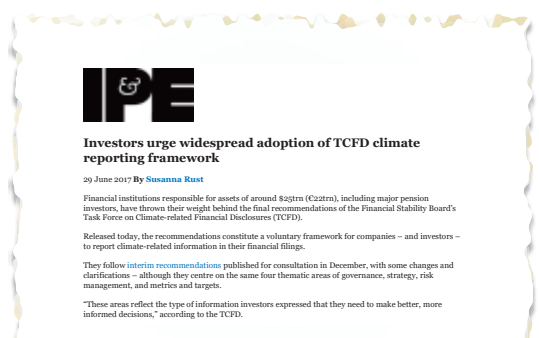 IP&E
Investors urge widespread adoption of TCFD climate
reporting framework
29 June 2017 By Susanna Rust
Financial institutions responsible for assets of around $25trn (€22trn), including major pension
investors, have thrown their weight behind the final recommendations of the Financial Stability Board's
Task Force on Climate-related Financial Disclosures (TCFD).
Released today, the recommendations constitute a voluntary framework for companies – and investors –
to report climate-related information in their financial filings.
They follow interim recommendations published for consultation in December, with some changes and
clarifications – although they centre on the same four thematic areas of governance, strategy, risk
management, and metrics and targets.
“These areas reflect the type of information investors expressed that they need to make better, more
informed decisions,” according to the TCFD.